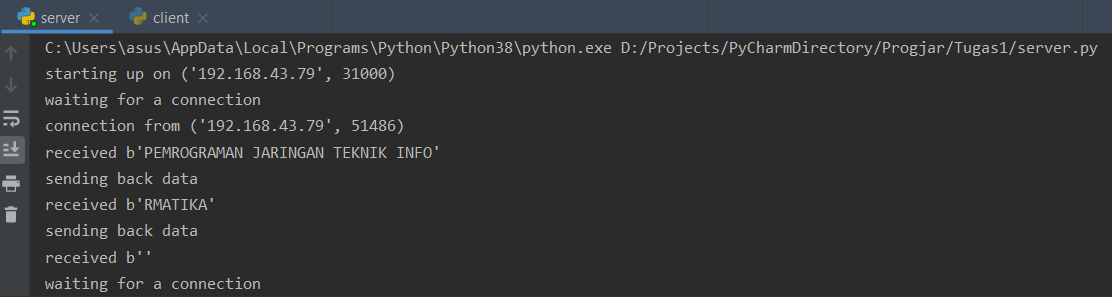 server client
C:\Users\asus\AppData\Local\Programs\Python\Python38\python.exe D:/Projects/PyCharmDirectory/Progjar/Tugas1/server.py
starting up on ('192.168.43.79', 31000)
waiting for a connection
connection from ('192.168.43.79', 51486)
received b'PEMROGRAMAN JARINGAN TEKNIK INFO'
sending back data
received b'RMATIKA'
sending back data
received b''
waiting for a connection